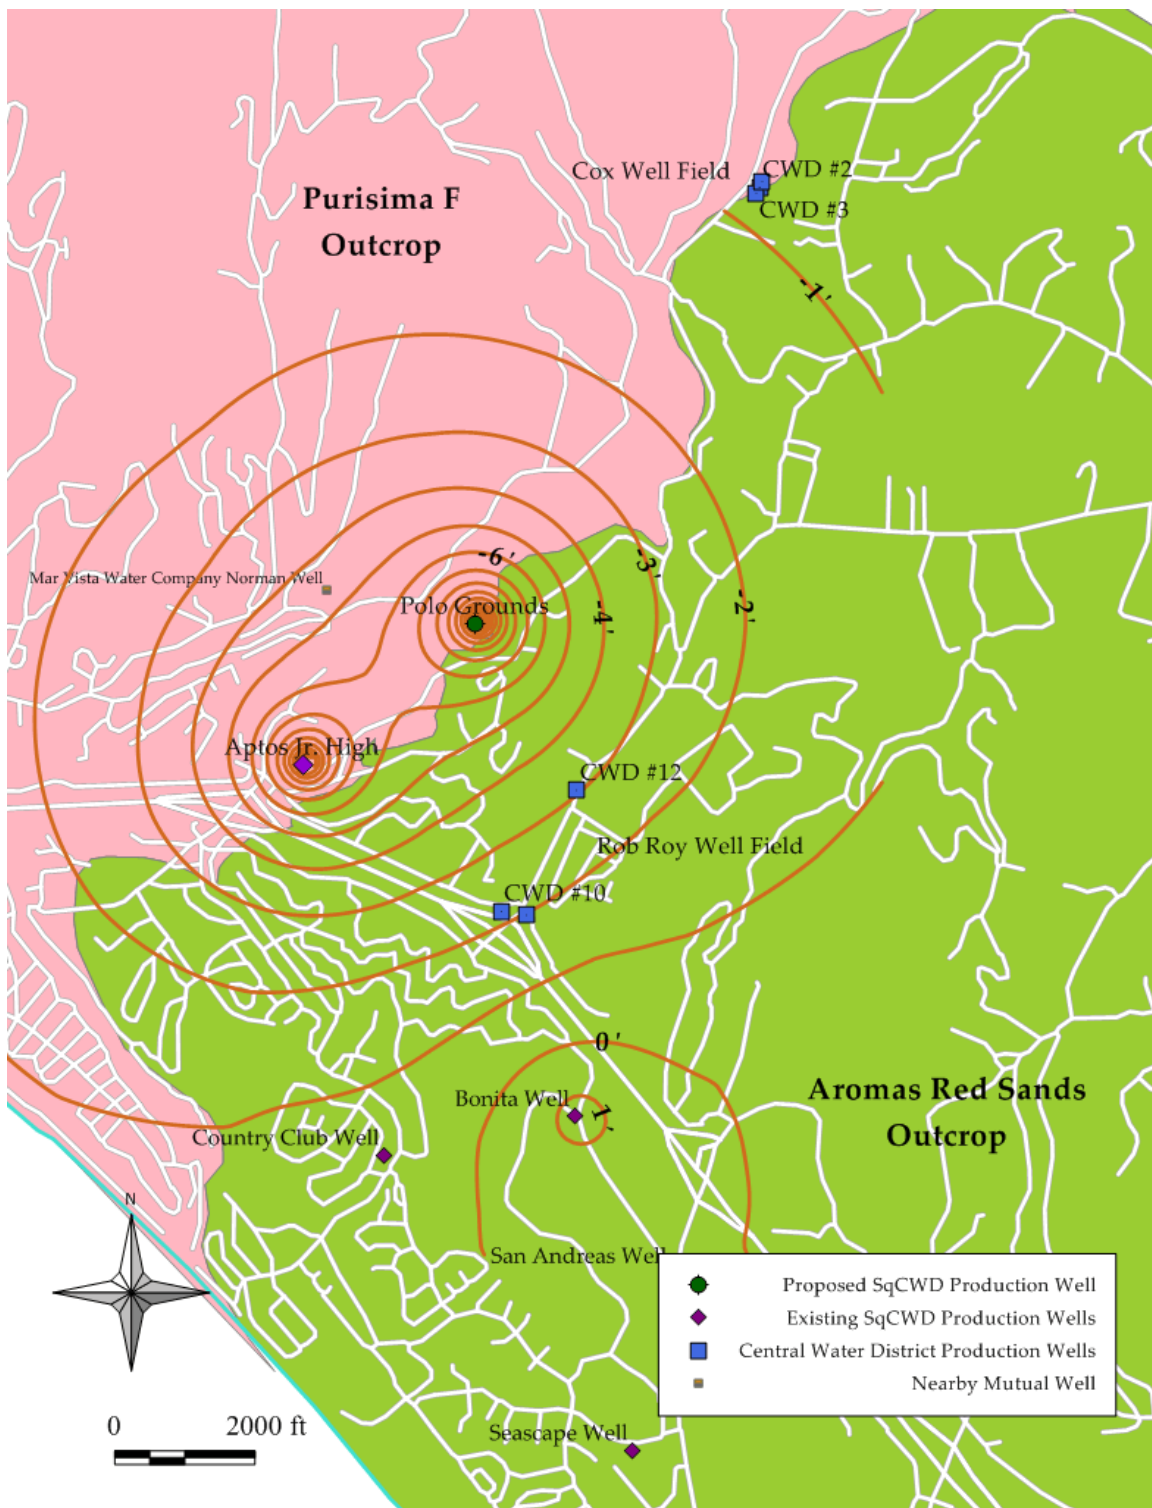 Cox Well Field
CWD #2
CWD #3
Purisima F
Outcrop
-1'
-6'
-3'
Mar Vista Water Company Norman Well
Polo Grounds
-4'
-2'
Aptos Jr. High
CWD #12
Rob Roy Well Field
CWD #10
0'
Aromas Red Sands
Outcrop
Bonita Well
1'
Country Club Well
N
San Andreas Well
Proposed SqCWD Production Well
Existing SqCWD Production Wells
Central Water District Production Wells
Nearby Mutual Well
0
2000 ft
Seascape Well